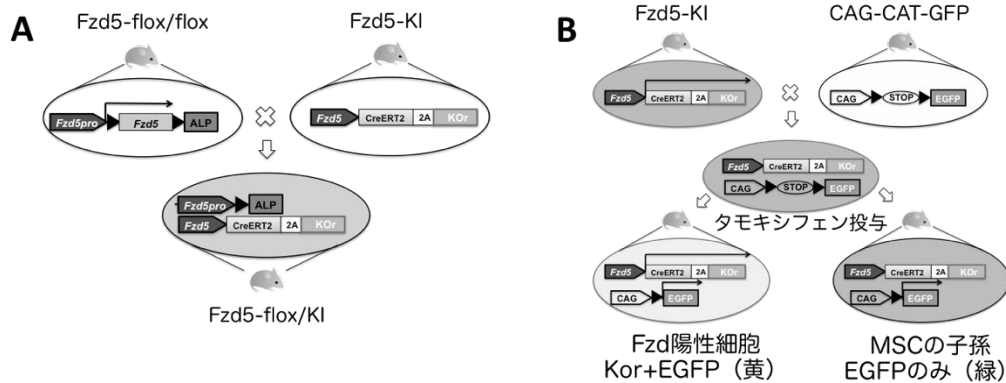 A
Fzd5-flox/flox
Fzd5-KI
Fzd5pro
Fzd5
ALP
Fzd5
CreERT2
2A
KOr
Fzd5pro
ALP
Fzd5
CreERT2
2A
KOr
Fzd5-flox/KI
B
Fzd5-KI
CAG-CAT-GFP
Fzd5
CreERT2
2A
KOr
CAG
STOP
EGFP
Fzd5
CreERT2
2A
KOr
CAG
STOP
EGFP
タモキシフェン投与
Fzd5
CreERT2
2A
KOr
CAG
EGFP
Fzd陽性細胞
Kor+EGFP（黄）
Fzd5
CreERT2
2A
KOr
CAG
EGFP
MSCの子孫
EGFPのみ（緑）